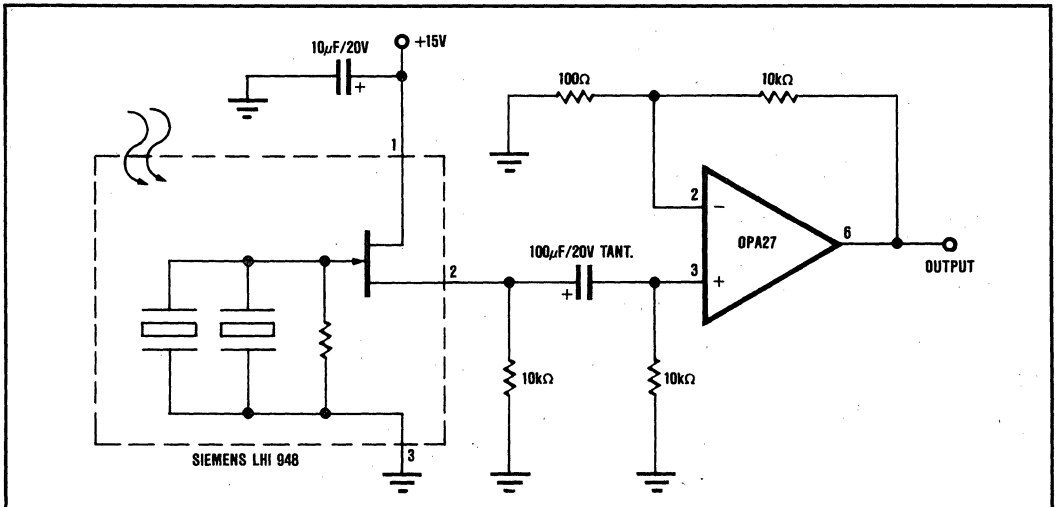 10μF/20V
+
+15V
100Ω
10kΩ
1
2
−
OPA27
6
OUTPUT
100μF/20V TANT.
+
3
+
2
10kΩ
10kΩ
SIEMENS LHI 948
3